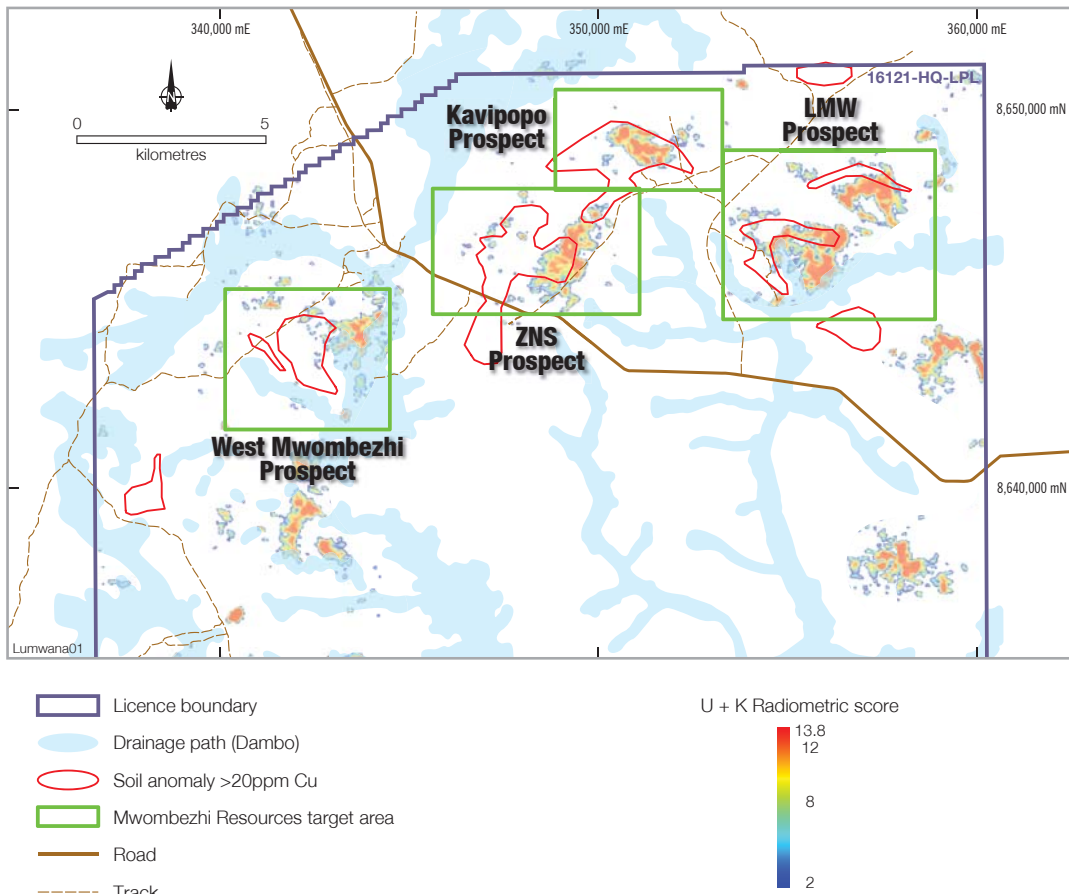 340,000 mE
350,000 mE
360,000 mE
16121-HQ-LPL
N
0
5
kilometres
Kavipopo
Prospect
LMW
Prospect
8,650,000 mN
ZNS
Prospect
West Mwombezhi
Prospect
8,640,000 mN
Lumwana01
Licence boundary
Drainage path (Dambo)
Soil anomaly >20ppm Cu
Mwombezhi Resources target area
Road
Track
U + K Radiometric score
13.8
12
8
2